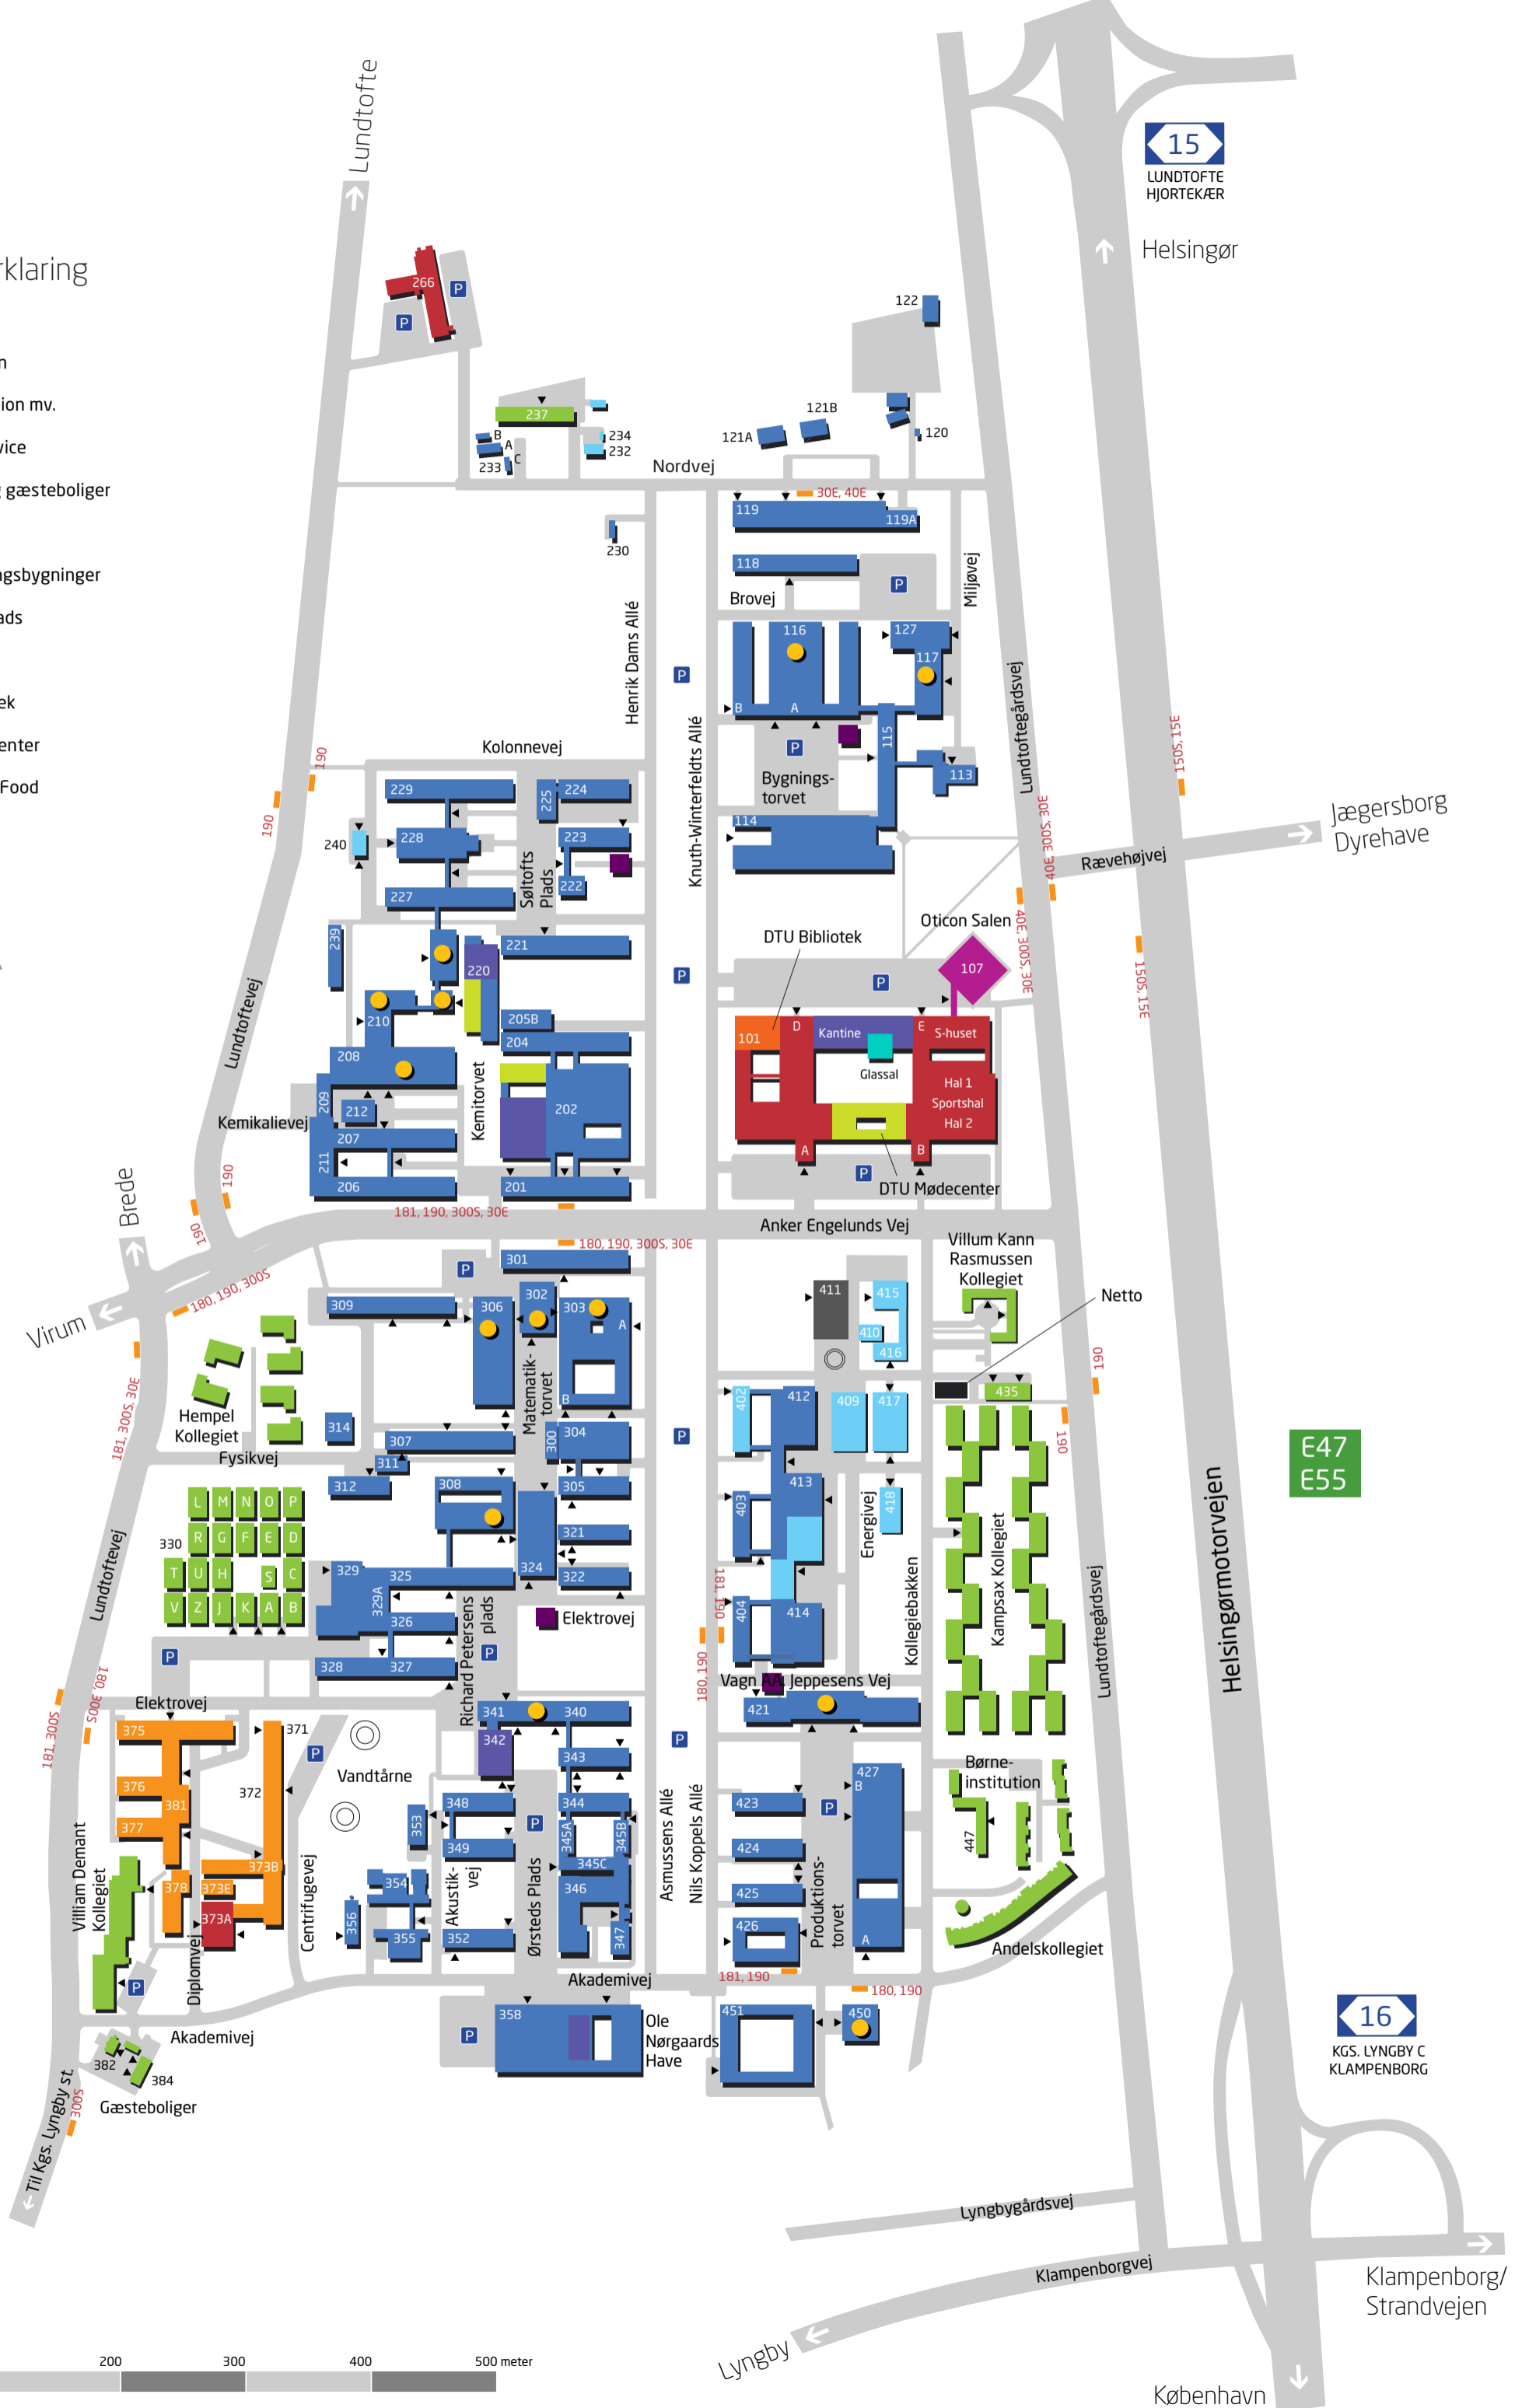 Lundtofte
15
LUNDTOFTE
HJORTEKÆR
Helsingør
rklaring
266
P
P
122
n
ion mv.
vice
g gæsteboliger
ngsbygninger
ads
ek
enter
Food
237
B
A
C
233
234
232
121A
121B
120
Nordvej
30E, 40E
119
119A
230
118
P
Brovej
Miljøvej
Henrik Dams Allé
116
127
117
P
B
A
115
P
Knuth-Winterfeldts Allé
Bygnings-
torvet
113
114
Lundtoftegårdsvej
150S, 15E
Kolonnevej
190
190
229
225
224
240
228
223
222
Søltofts
Plads
227
40E, 300S, 30E
Rævehøjvej
Jægersborg
Dyrehave
239
221
220
P
DTU Bibliotek
Oticon Salen
107
40E, 300S, 30E
150S, 15E
P
210
205B
204
Lundtoftevej
208
209
212
Kemitorvet
202
Kemikalievej
207
211
206
201
101
D
Kantine
E
S-huset
Glassal
Hal 1
Sportshal
Hal 2
A
B
P
DTU Mødecenter
Brede
190
190
181, 190, 300S, 30E
Anker Engelunds Vej
180, 190, 300S, 30E
180, 190, 300S
Virum
P
301
309
306
302
303
A
B
Matematik-
torvet
Villum Kann
Rasmussen
Kollegiet
Netto
411
415
410
416
435
190
190
181, 300S, 30E
Hempel
Kollegiet
Fysikvej
314
307
300
304
311
312
308
305
P
402
412
409
417
413
403
418
Energivej
Kollegiebakken
Kampsax Kollegiet
E47
E55
Helsingørmotorvejen
Lundtoftevej
330
L M N O P
R G F E D
T U H S C
V Z J K A B
329
329A
325
326
328
327
324
321
322
Elektrovej
Richard Petersens
plads
P
P
181, 190
180, 190
404
414
Vagn AA. Jeppesens Vej
421
Lundtoftegårdsvej
180, 300S
181, 300S
Elektrovej
375
376
381
377
371
372
P
Vandtårne
341
340
342
343
P
348
344
353
349
345A
345B
345C
P
373B
378
373E
373A
Villiam Demant
Kollegiet
Centrifugevej
354
356
355
Akustik-
vej
352
Ørsteds Plads
346
347
Asmussens Allé
Nils Koppels Allé
423
424
425
426
Produktions-
torvet
P
427
B
A
Børne-
institution
447
Andelskollegiet
Diplomvej
P
Akademivej
181, 190
180, 190
358
P
Ole
Nørgaards
Have
451
450
Akademivej
382
384
Gæsteboliger
300S
Til Kgs. Lyngby st.
16
KGS. LYNGBY C
KLAMPENBORG
Lyngbygårdsvej
Klampenborgvej
Lyngby
Klampenborg/
Strandvejen
København
200 300 400 500 meter